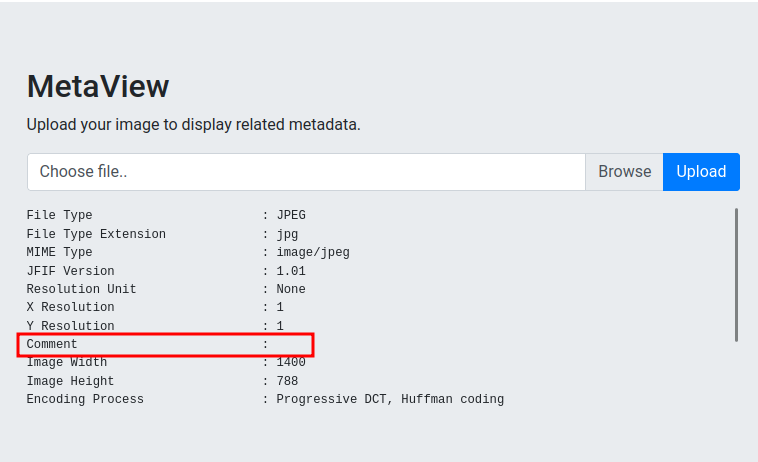 MetaView
Upload your image to display related metadata.
Choose file.. Browse Upload
File Type : JPEG
File Type Extension : jpg
MIME Type : image/jpeg
JFIF Version : 1.01
Resolution Unit : None
X Resolution : 1
Y Resolution : 1
Comment :
Image Width : 1400
Image Height : 788
Encoding Process : Progressive DCT, Huffman coding